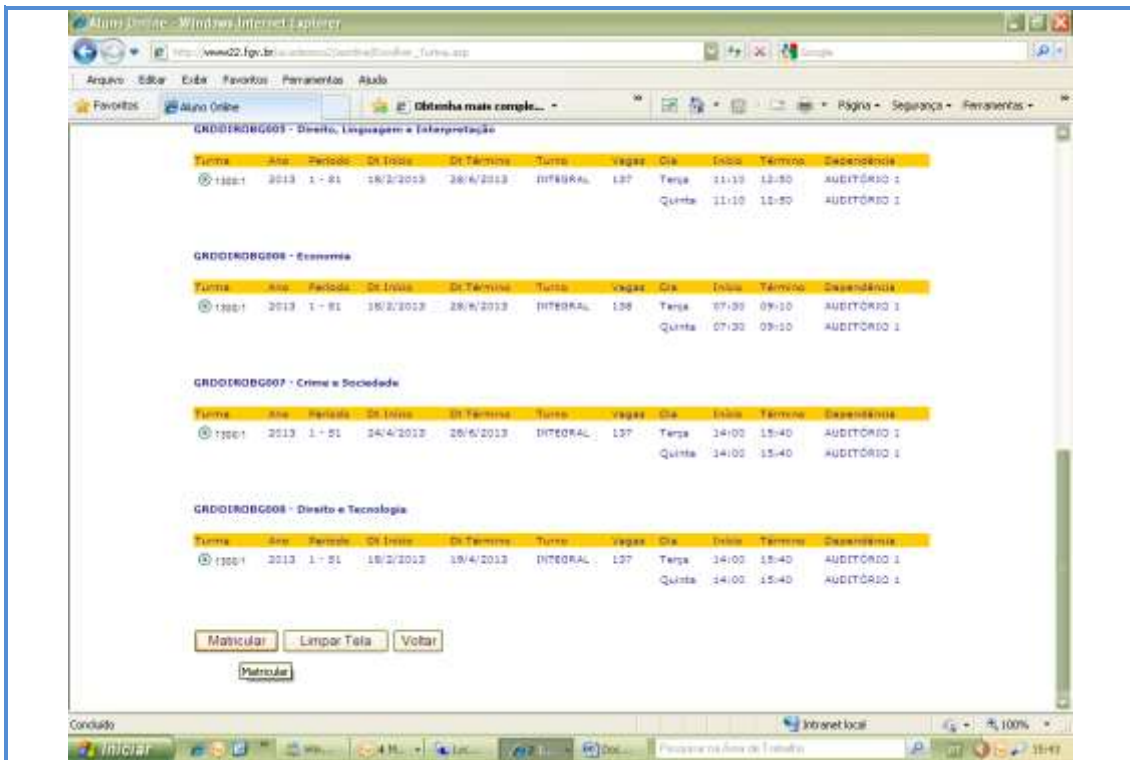 Aluno Online - Windows Internet Explorer
www22.fgv.br
Arquivo Editar Exibir Favoritos Ferramentas Ajuda
Favoritos Aluno Online Obtenha mais comple... Página Segurança Ferramentas
GRDDIROBG005 - Direito, Linguagem e Interpretação
Turma Ano Período Dt Início Dt Término Turno Vagas Dia Início Término Dependência
2013 1 - S1 18/2/2013 28/6/2013 INTEGRAL 137 Terça 11:10 12:50 AUDITÓRIO 1
Quinta 11:10 12:50 AUDITÓRIO 1
GRDDIROBG006 - Economia
Turma Ano Período Dt Início Dt Término Turno Vagas Dia Início Término Dependência
2013 1 - S1 18/2/2013 28/6/2013 INTEGRAL 138 Terça 07:30 09:10 AUDITÓRIO 1
Quinta 07:30 09:10 AUDITÓRIO 1
GRDDIROBG007 - Crime e Sociedade
Turma Ano Período Dt Início Dt Término Turno Vagas Dia Início Término Dependência
2013 1 - S1 24/4/2013 28/6/2013 INTEGRAL 137 Terça 14:00 15:40 AUDITÓRIO 1
Quinta 14:00 15:40 AUDITÓRIO 1
GRDDIROBG008 - Direito e Tecnologia
Turma Ano Período Dt Início Dt Término Turno Vagas Dia Início Término Dependência
2013 1 - S1 18/2/2013 19/4/2013 INTEGRAL 137 Terça 14:00 15:40 AUDITÓRIO 1
Quinta 14:00 15:40 AUDITÓRIO 1
Matricular Limpar Tela Voltar
Matricular
Concluído Intranet local 100%
Iniciar Pesquisar na Área de Trabalho PT